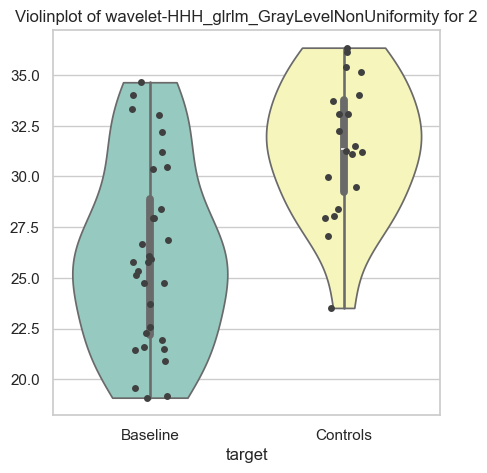 Violinplot of wavelet-HHH_glrlm_GrayLevelNonUniformity for 2
35.0
32.5
30.0
27.5
25.0
22.5
20.0
Baseline
Controls
target